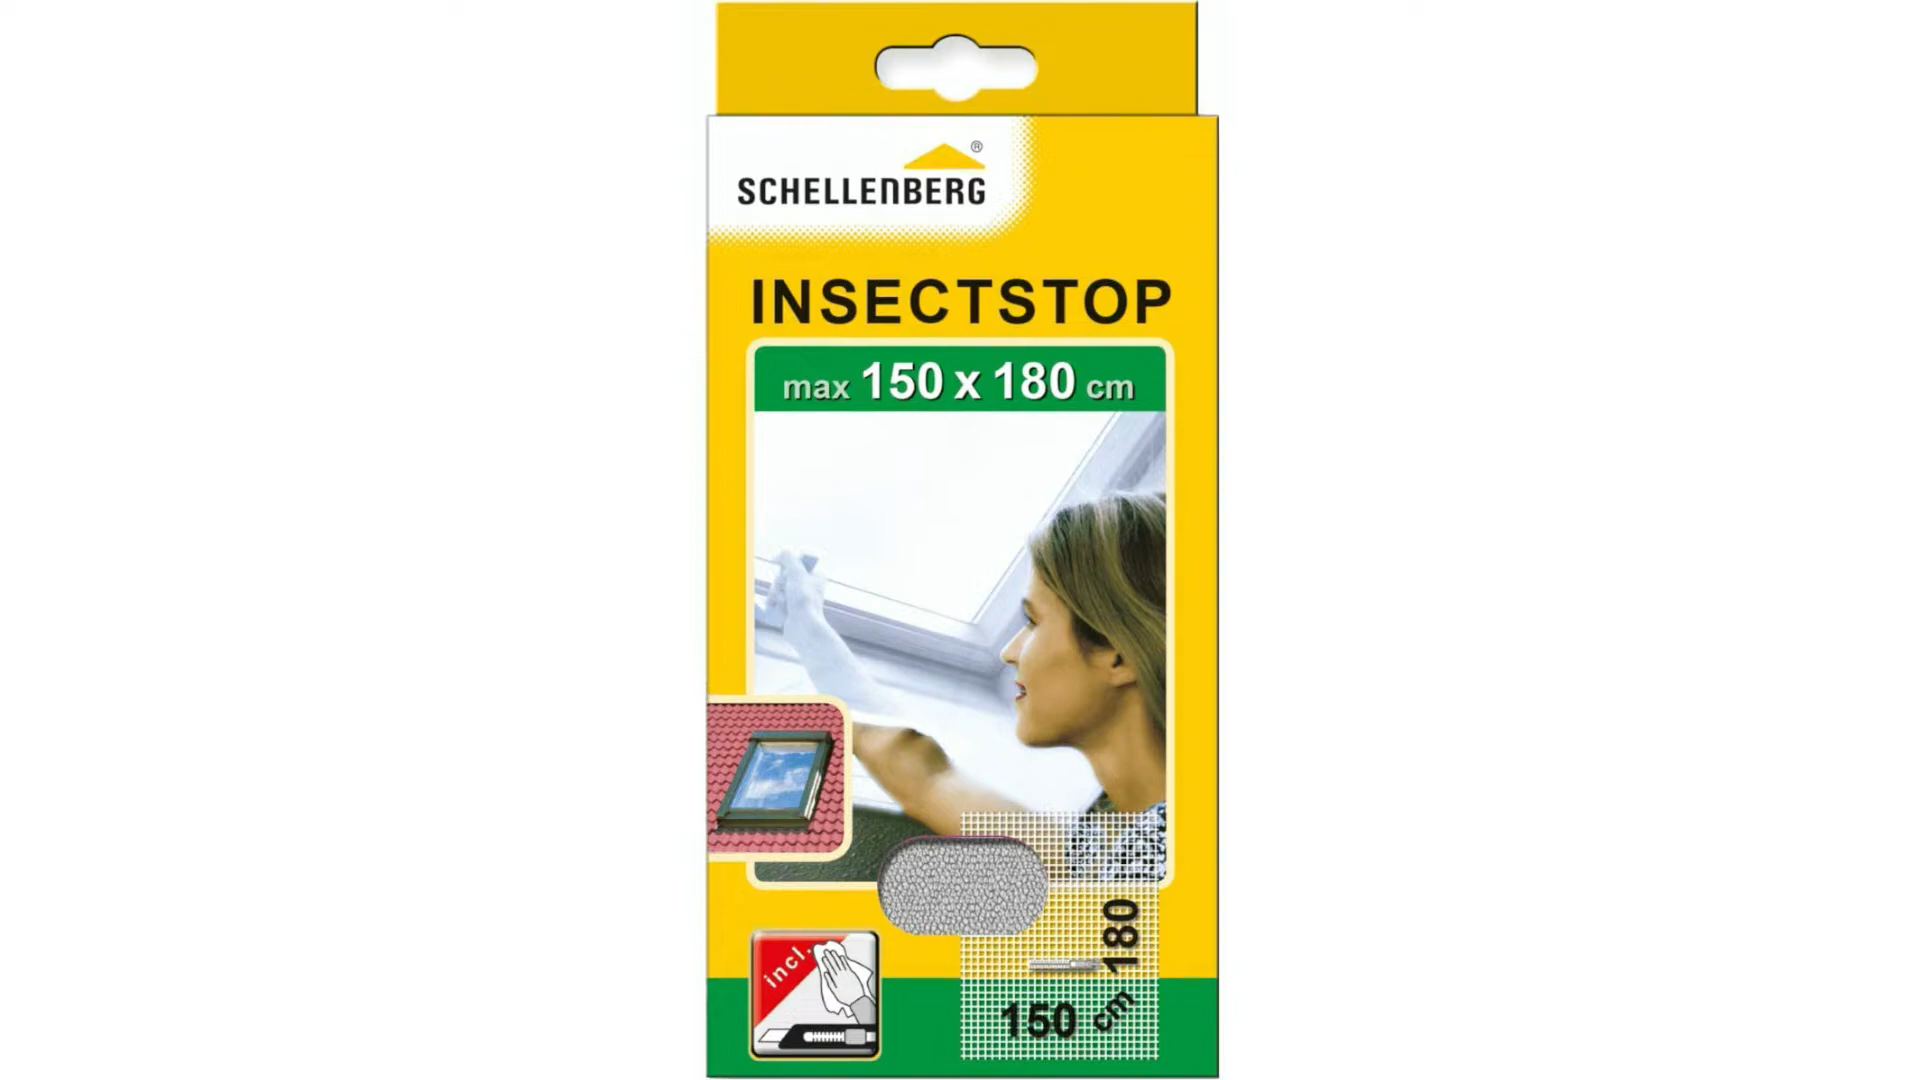 ®
SCHELLENBERG
INSECTSTOP
max 150 x 180 cm
incl.
180
150 cm